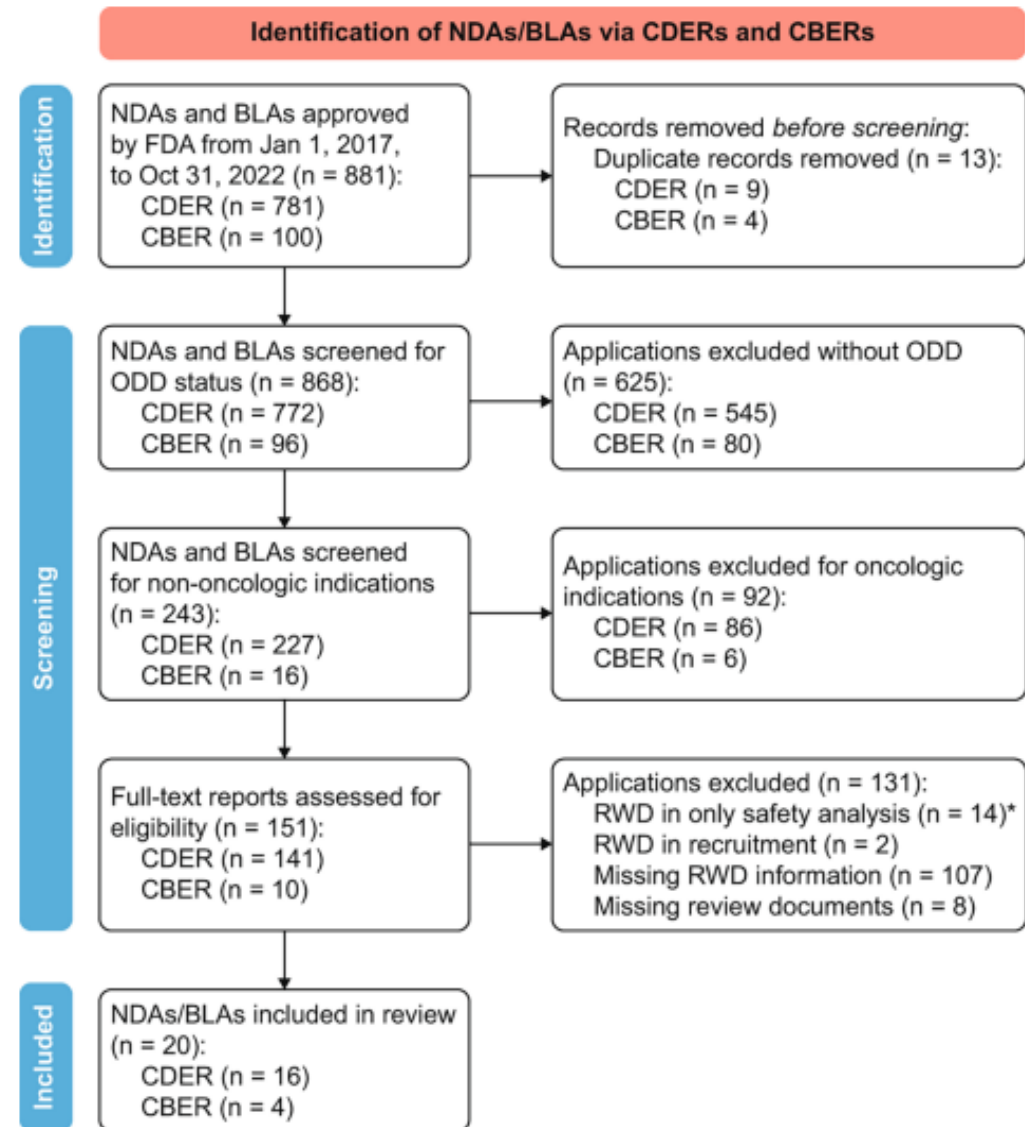 Identification of NDAs/BLAs via CDERs and CBERs
Identification
NDAs and BLAs approved
by FDA from Jan 1, 2017,
to Oct 31, 2022 (n = 881):
CDER (n = 781)
CBER (n = 100)
Records removed before screening:
Duplicate records removed (n = 13):
CDER (n = 9)
CBER (n = 4)
Screening
NDAs and BLAs screened for
ODD status (n = 868):
CDER (n = 772)
CBER (n = 96)
Applications excluded without ODD
(n = 625):
CDER (n = 545)
CBER (n = 80)
NDAs and BLAs screened
for non-oncologic indications
(n = 243):
CDER (n = 227)
CBER (n = 16)
Applications excluded for oncologic
indications (n = 92):
CDER (n = 86)
CBER (n = 6)
Full-text reports assessed for
eligibility (n = 151):
CDER (n = 141)
CBER (n = 10)
Applications excluded (n = 131):
RWD in only safety analysis (n = 14)*
RWD in recruitment (n = 2)
Missing RWD information (n = 107)
Missing review documents (n = 8)
Included
NDAs/BLAs included in review
(n = 20):
CDER (n = 16)
CBER (n = 4)